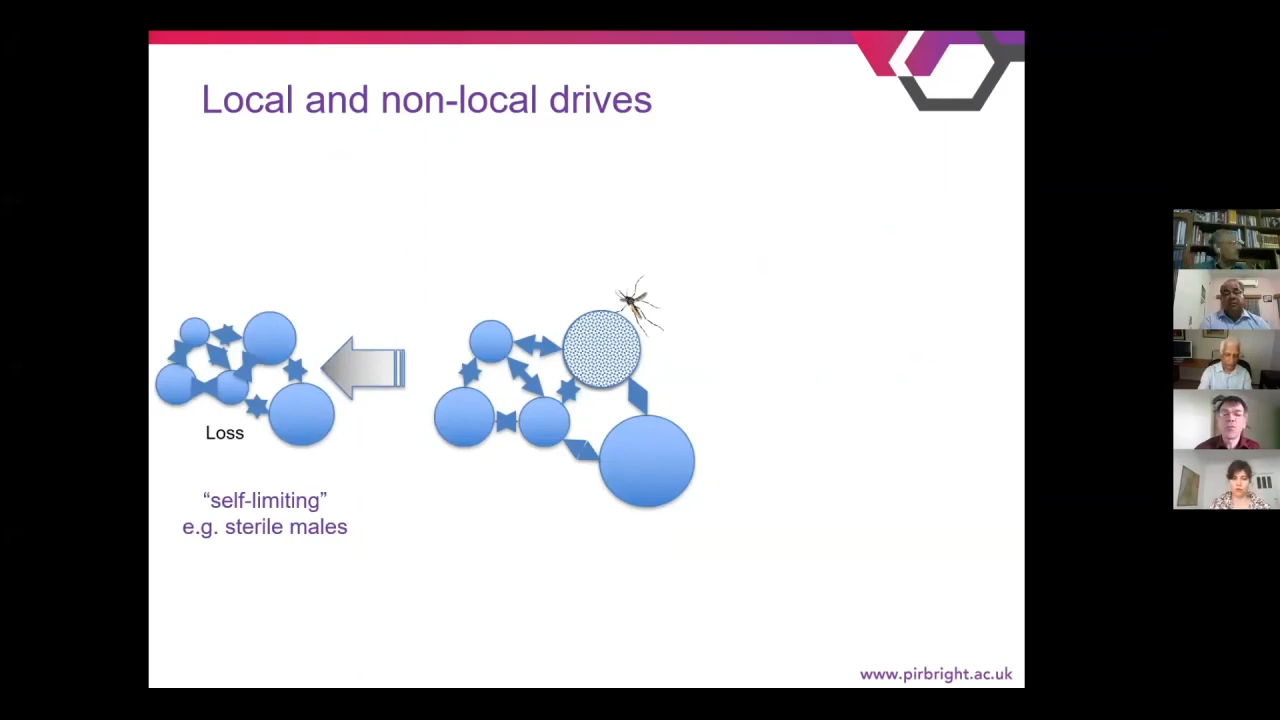 Local and non-local drives
Loss
“self-limiting”
e.g. sterile males
www.pirbright.ac.uk